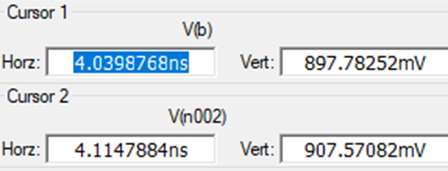 Cursor 1
V(b)
Horz: 4.0398768ns Vert: 897.78252mV
Cursor 2
V(n002)
Horz: 4.1147884ns Vert: 907.57082mV